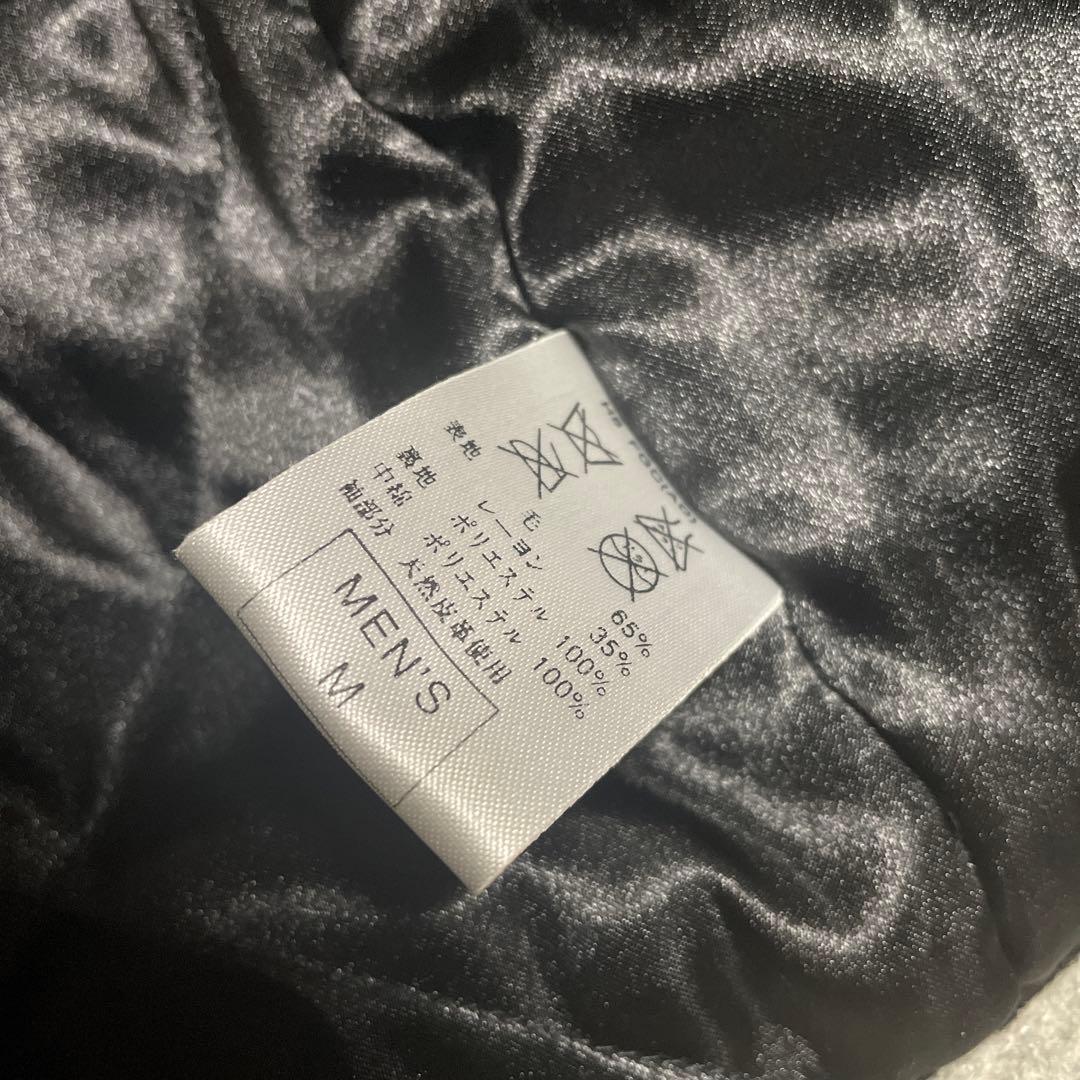 表地 毛 65%
レーヨン 35%
裏地 ポリエステル 100%
中綿 ポリエステル 100%
袖部分 天然皮革使用
MEN'S
M